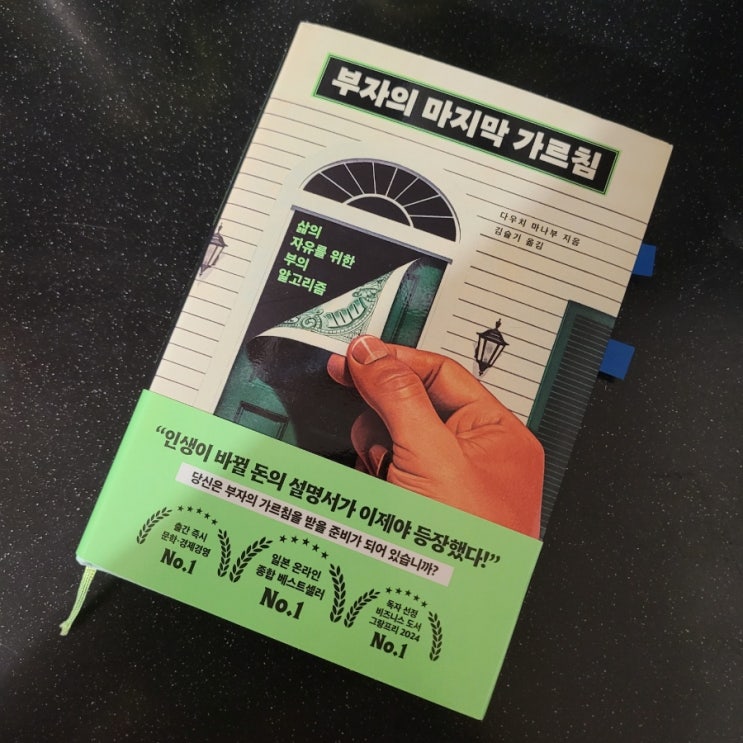 부자의 마지막 가르침
다우치 마나부 지음
김슬기 옮김
삶의
자유를 위한
부의
알고리즘
100
“인생이 바뀔 돈의 설명서가 이제야 등장했다!”
당신은 부자의 가르침을 받을 준비가 되어 있습니까?
출간 즉시
문학·경제경영
No.1
일본 온라인
종합 베스트셀러
No.1
독자 선정
비즈니스 도서
그랑프리 2024
No.1